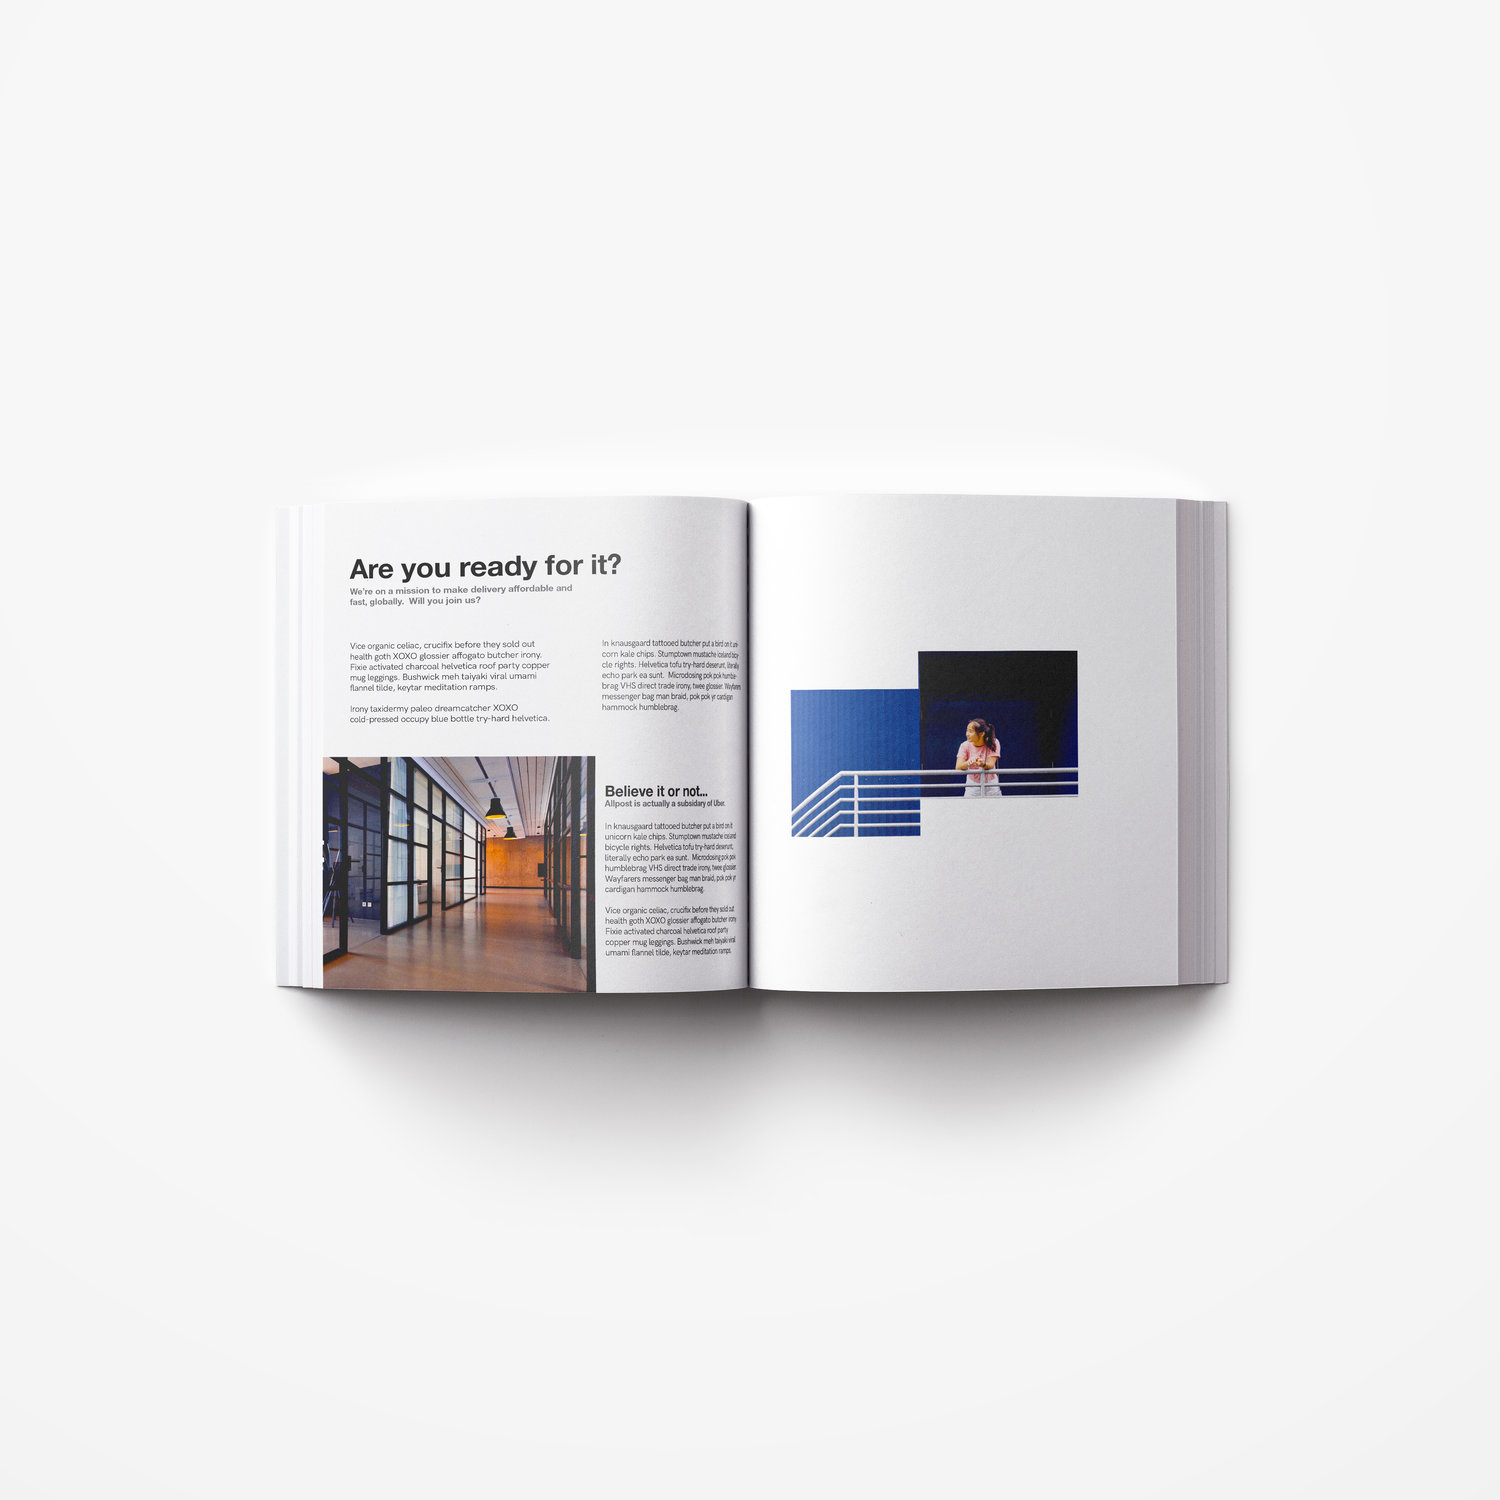 Are you ready for it?
We're on a mission to make delivery affordable and
fast, globally.  Will you join us?
Vice organic celiac, crucifix before they sold out
health goth XOXO glossier affogato butcher irony.
Fixie activated charcoal helvetica roof party copper
mug leggings. Bushwick meh taiyaki viral umami
flannel tilde, keytar meditation ramps.
Irony taxidermy paleo dreamcatcher XOXO
cold-pressed occupy blue bottle try-hard helvetica.
In knausgaard tattooed butcher put a bird on it uni-
corn kale chips. Stumptown mustache iceland bicy-
cle rights. Helvetica tofu try-hard deserunt, literally
echo park ea sunt.  Microdosing pok pok humble-
brag VHS direct trade irony, twee glossier. Wayfarers
messenger bag man braid, pok pok yr cardigan
hammock humblebrag.
Believe it or not...
Allpost is actually a subsidary of Uber.
In knausgaard tattooed butcher put a bird on it
unicorn kale chips. Stumptown mustache iceland
bicycle rights. Helvetica tofu try-hard deserunt,
literally echo park ea sunt.  Microdosing pok pok
humblebrag VHS direct trade irony, twee glossier.
Wayfarers messenger bag man braid, pok pok yr
cardigan hammock humblebrag.
Vice organic celiac, crucifix before they sold out
health goth XOXO glossier affogato butcher irony.
Fixie activated charcoal helvetica roof party
copper mug leggings. Bushwick meh taiyaki viral
umami flannel tilde, keytar meditation ramps.